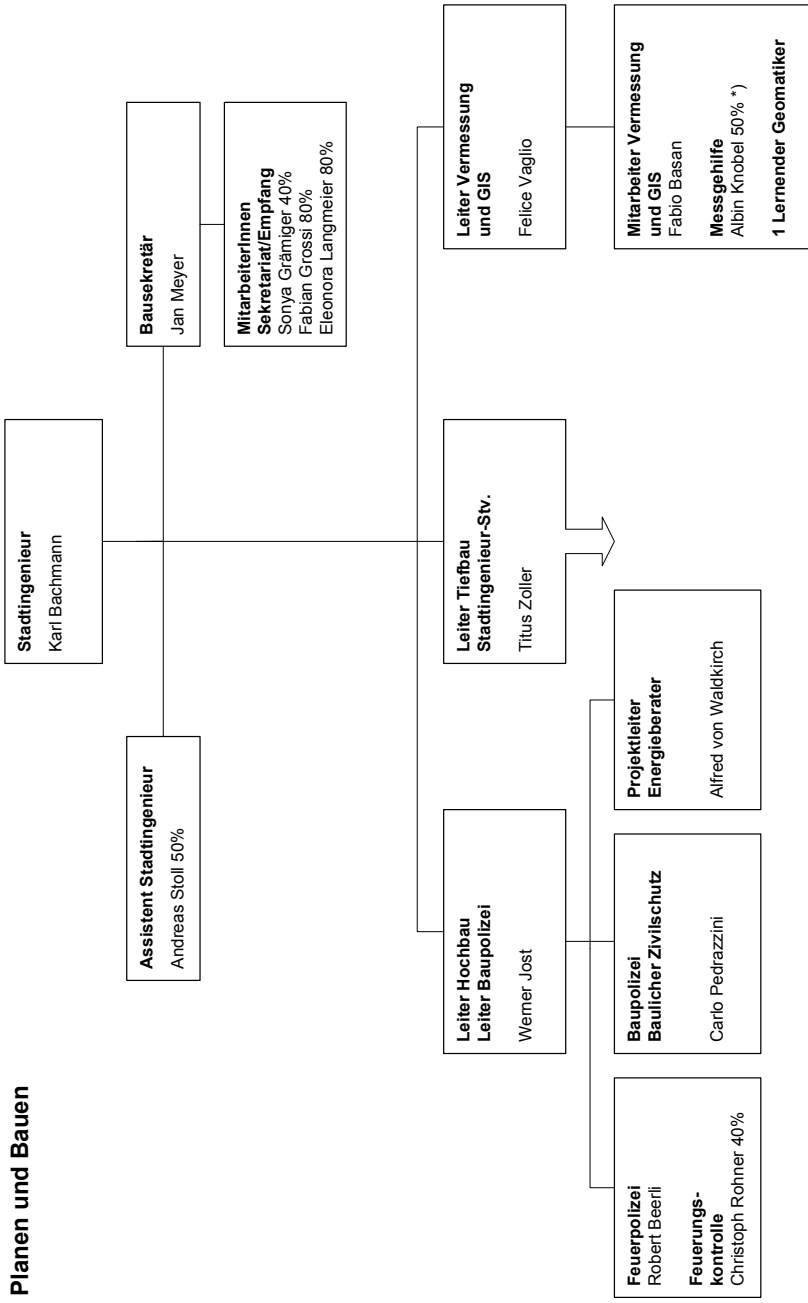 Planen und Bauen
Stadtingenieur
Karl Bachmann
Assistent Stadtingenieur
Andreas Stoll 50%
Bausekretär
Jan Meyer
MitarbeiterInnen
Sekretariat/Empfang
Sonya Grämiger 40%
Fabian Grossi 80%
Eleonora Langmeier 80%
Leiter Hochbau
Leiter Baupolizei
Werner Jost
Leiter Tiefbau
Stadtingenieur-Stv.
Titus Zoller
Leiter Vermessung
und GIS
Felice Vaglio
Feuerpolizei
Robert Beerli
Feuerungs-
kontrolle
Christoph Rohner 40%
Baupolizei
Baulicher Zivilschutz
Carlo Pedrazzini
Projektleiter
Energieberater
Alfred von Waldkirch
Mitarbeiter Vermessung
und GIS
Fabio Basan
Messgehilfe
Albin Knobel 50% *)
1 Lernender Geomatiker